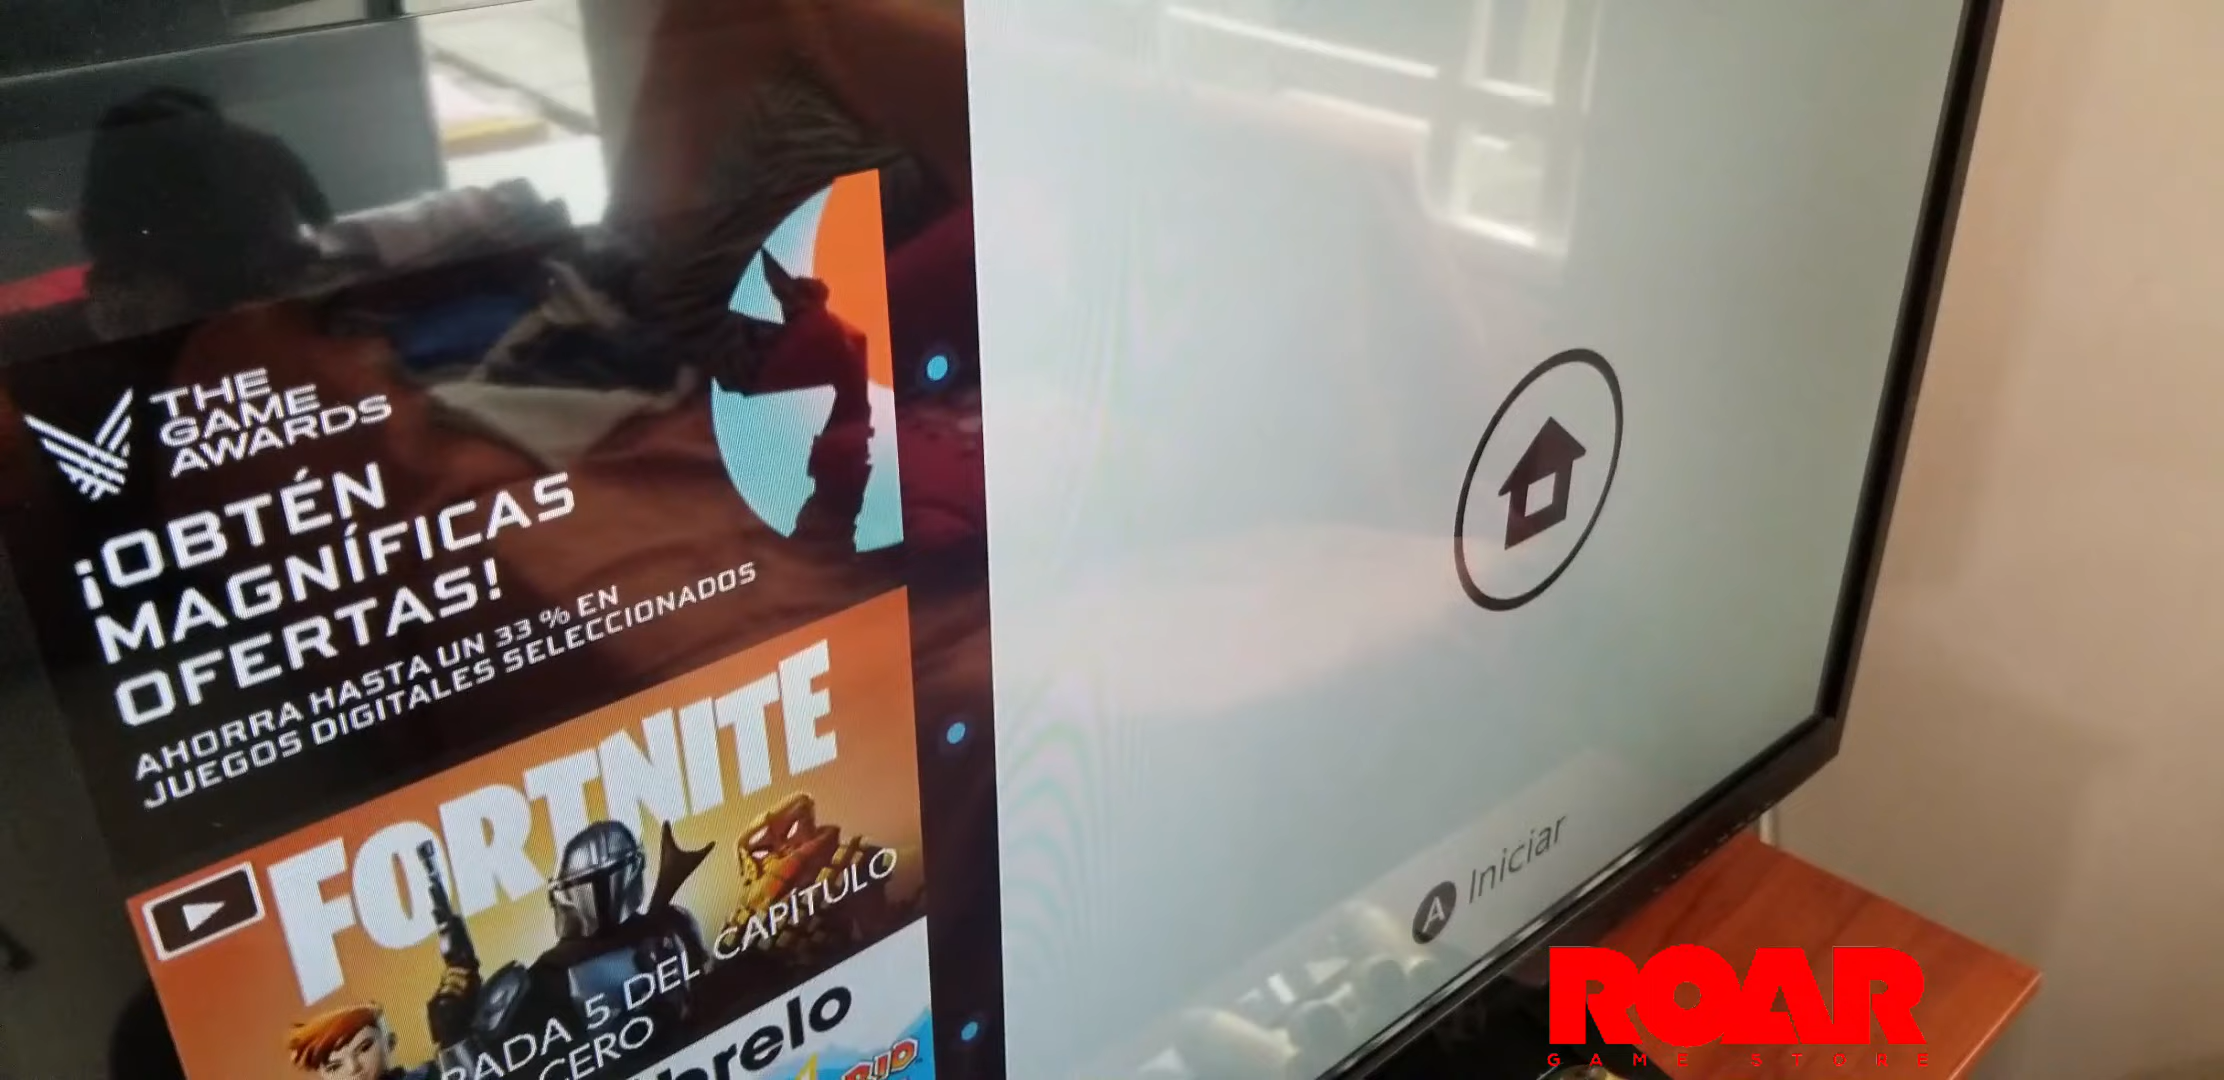 THE
GAME
AWARDS
¡OBTÉN
MAGNÍFICAS
OFERTAS!
AHORRA HASTA UN 33 % EN
JUEGOS DIGITALES SELECCIONADOS
FORTNITE
5 DEL CAPÍTULO
CERO
A Iniciar
ROAR
GAME STORE